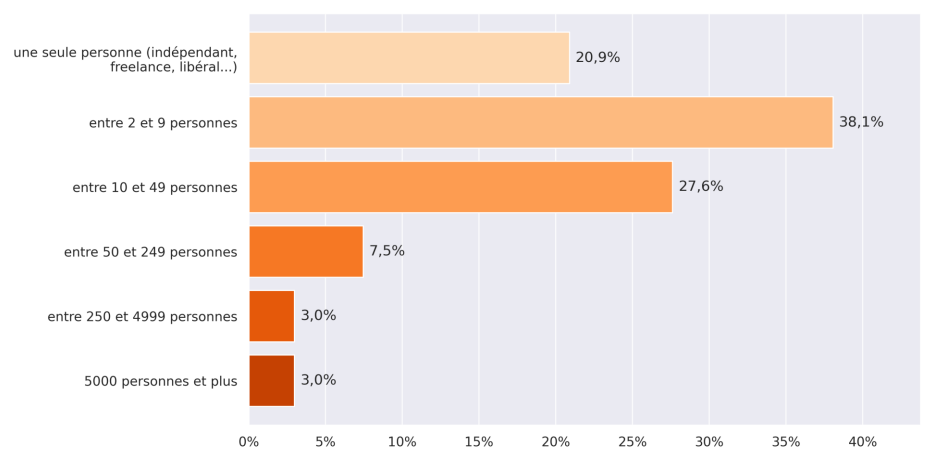 une seule personne (indépendant,
freelance, libéral...)
20,9%
entre 2 et 9 personnes
38,1%
entre 10 et 49 personnes
27,6%
entre 50 et 249 personnes
7,5%
entre 250 et 4999 personnes
3,0%
5000 personnes et plus
3,0%
0% 5% 10% 15% 20% 25% 30% 35% 40%